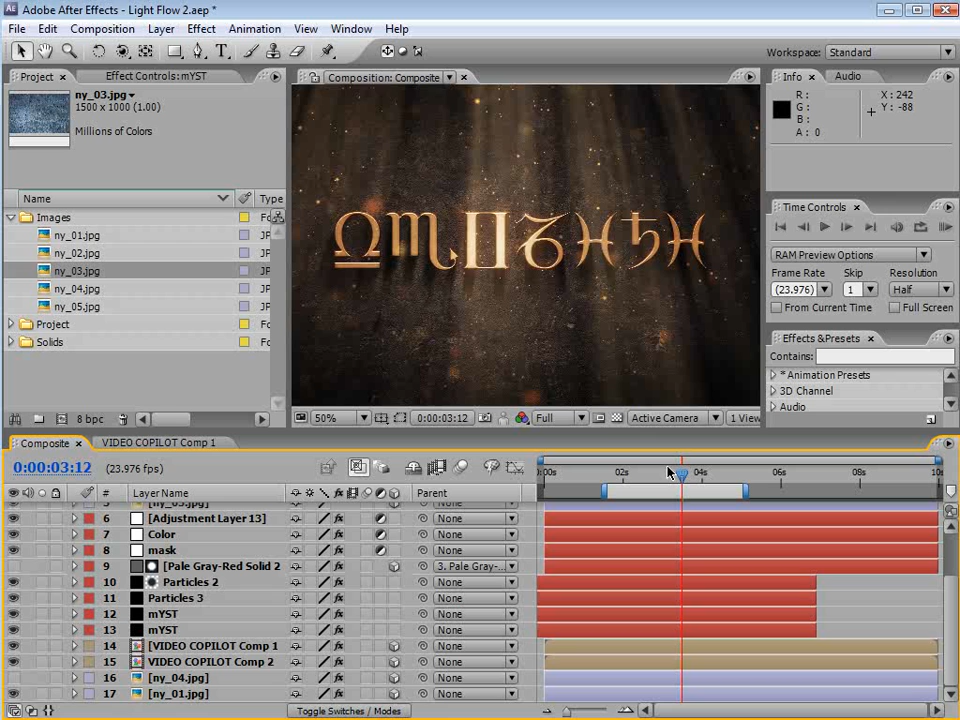 Adobe After Effects - Light Flow 2.aep *
File Edit Composition Layer Effect Animation View Window Help
Workspace: Standard
Project Effect Controls: mYST
Composition: Composite
Info Audio
ny_03.jpg
1500 x 1000 (1.00)
Millions of Colors
R :
G :
B :
A : 0
X : 242
Y : -88
Name Type
Images Fo
ny_01.jpg JP
ny_02.jpg JP
ny_03.jpg JP
ny_04.jpg JP
ny_05.jpg JP
Project Fo
Solids Fo
8 bpc
♎♏♊♑♓♄♓
50% 0:00:03:12 Full Active Camera 1 View
Time Controls
RAM Preview Options
Frame Rate Skip Resolution
(23.976) 1 Half
From Current Time Full Screen
Effects & Presets
Contains:
* Animation Presets
3D Channel
Audio
Composite VIDEO COPILOT Comp 1
0:00:03:12 (23.976 fps)
:00s 02s 04s 06s 08s 10s
# Layer Name Parent
6 [Adjustment Layer 13] None
7 Color None
8 mask None
9 [Pale Gray-Red Solid 2 3. Pale Gray-...
10 Particles 2 None
11 Particles 3 None
12 mYST None
13 mYST None
14 [VIDEO COPILOT Comp 1 None
15 VIDEO COPILOT Comp 2 None
16 [ny_04.jpg] None
17 [ny_01.jpg] None
Toggle Switches / Modes